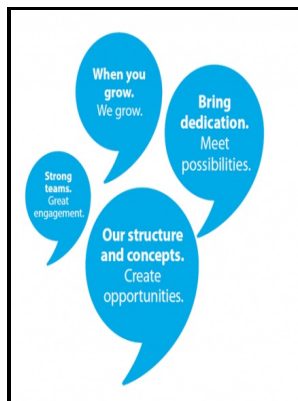 When you
grow.
We grow.
Bring
dedication.
Meet
possibilities.
Strong
teams.
Great
engagement.
Our structure
and concepts.
Create
opportunities.